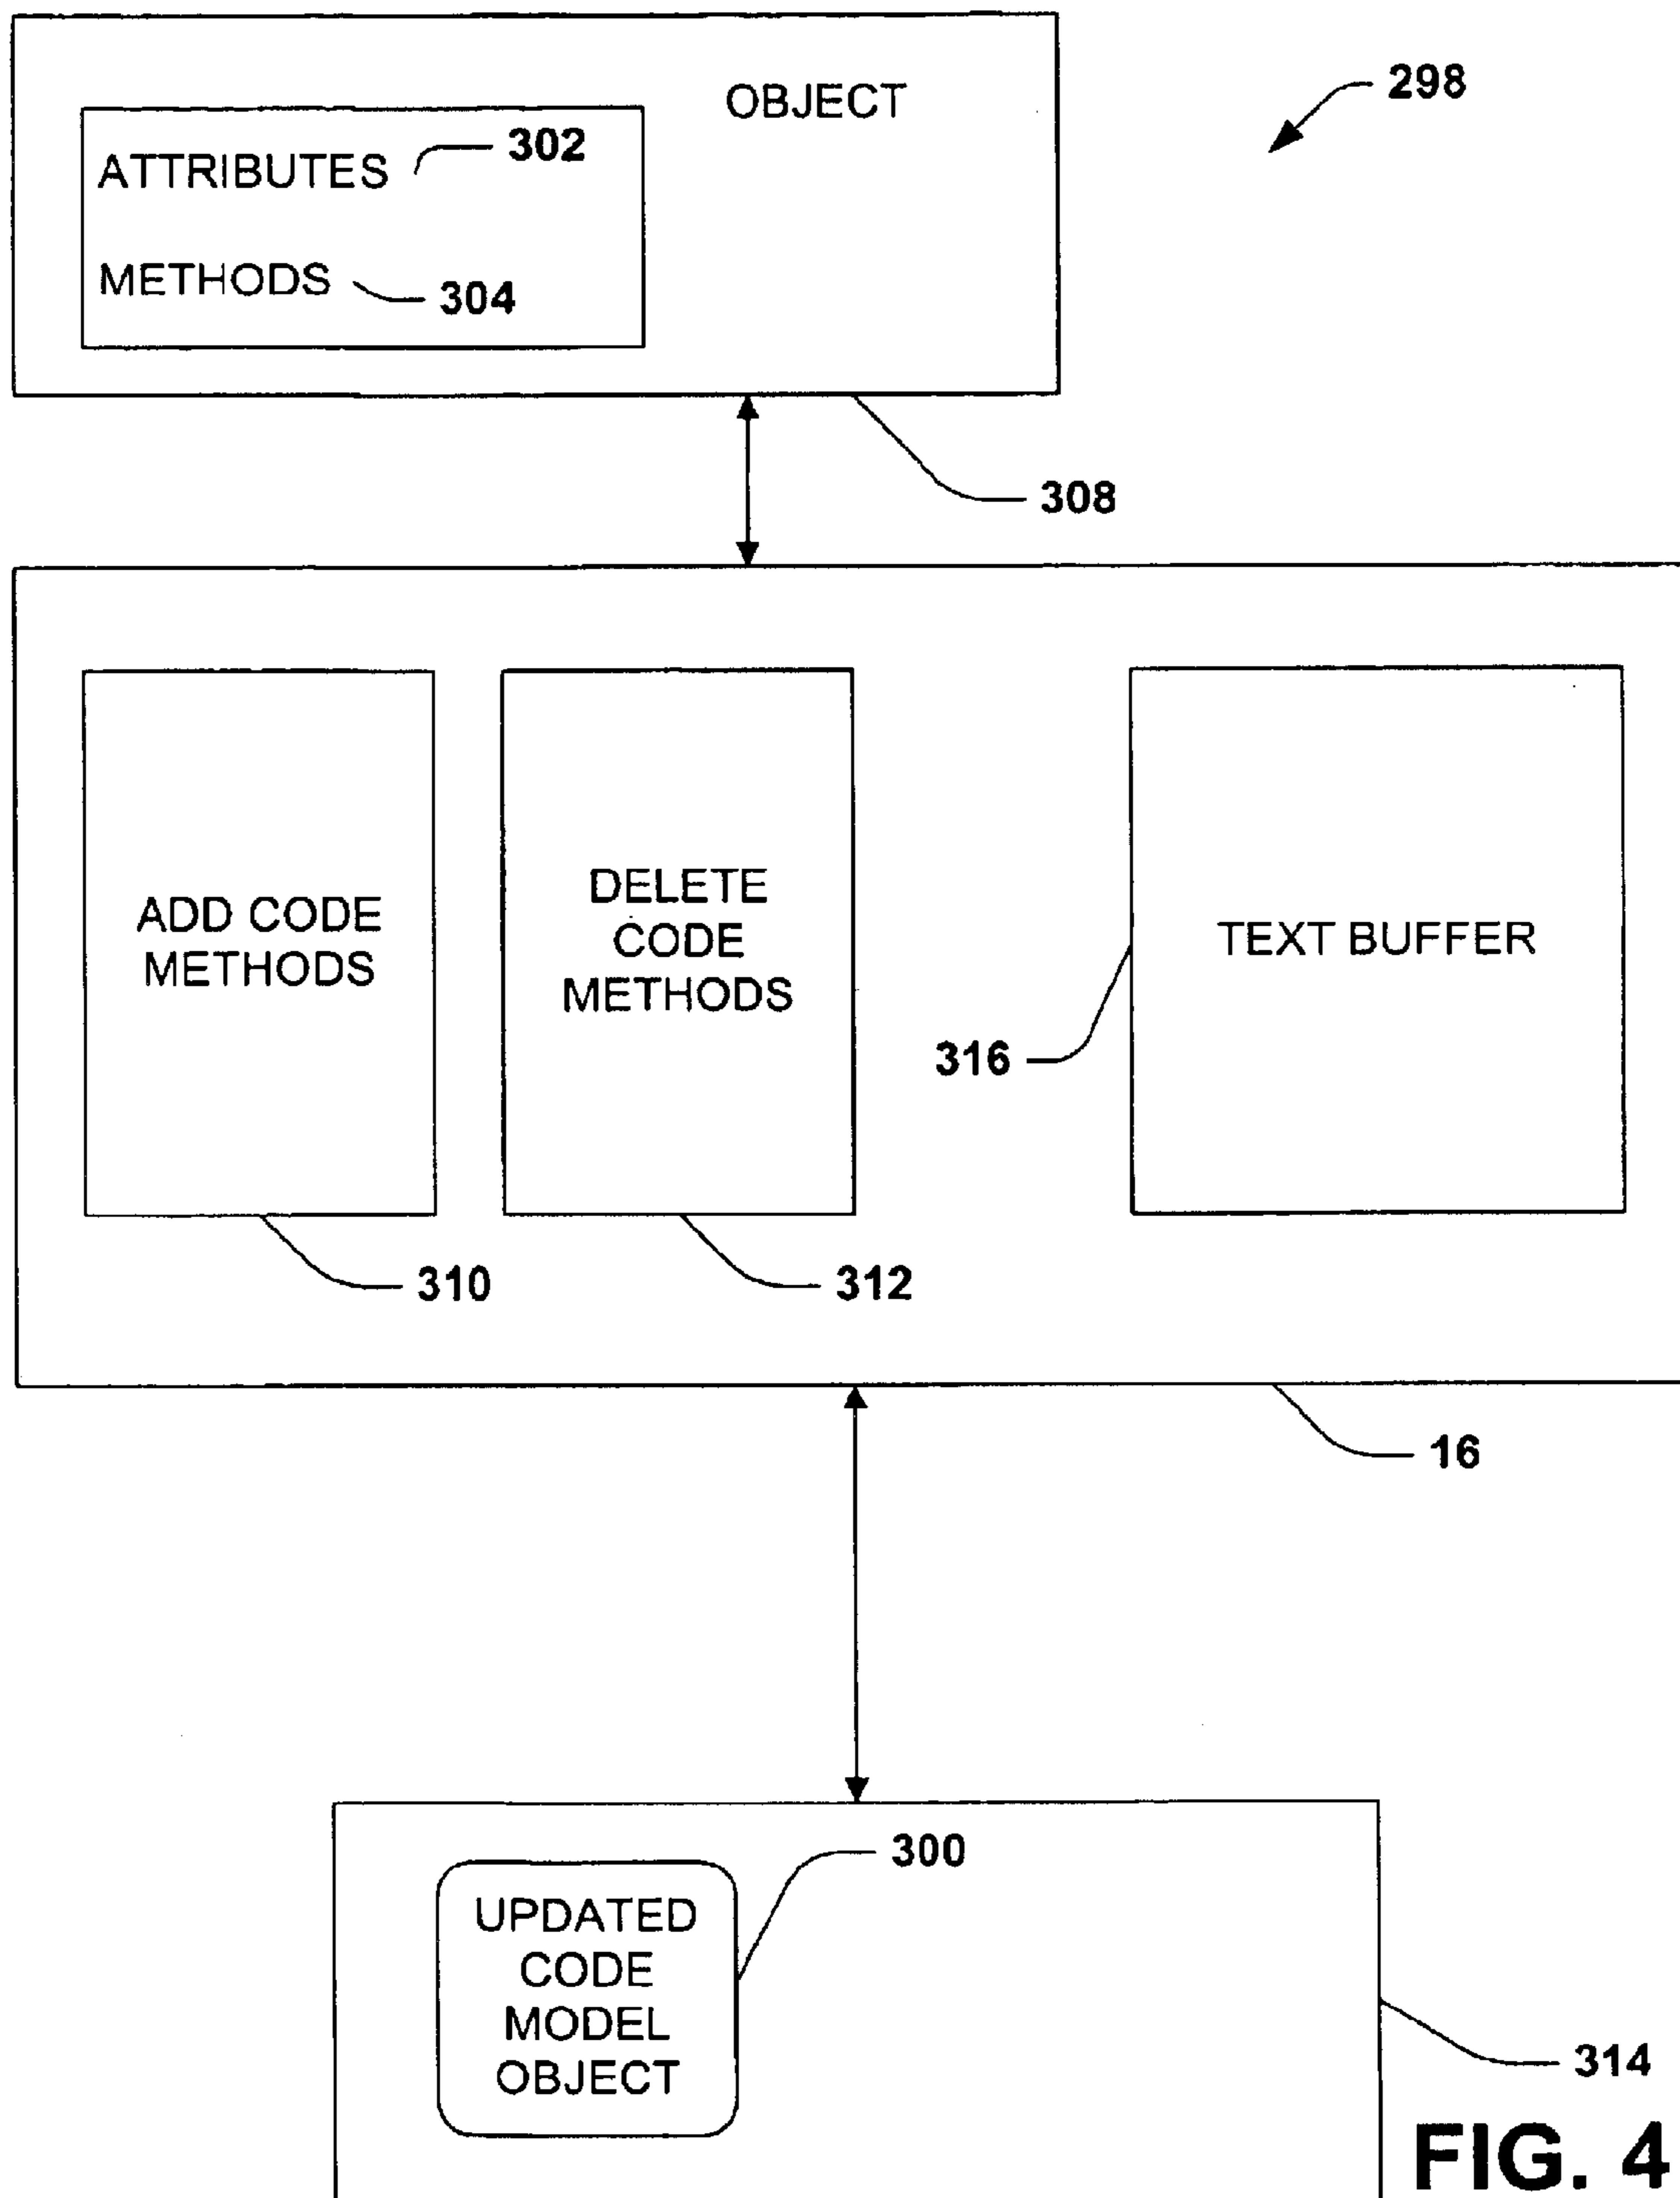 OBJECT
298
ATTRIBUTES 302
METHODS 304
308
ADD CODE
METHODS
DELETE
CODE
METHODS
TEXT BUFFER
316
310
312
16
300
UPDATED
CODE
MODEL
OBJECT
314
FIG. 4